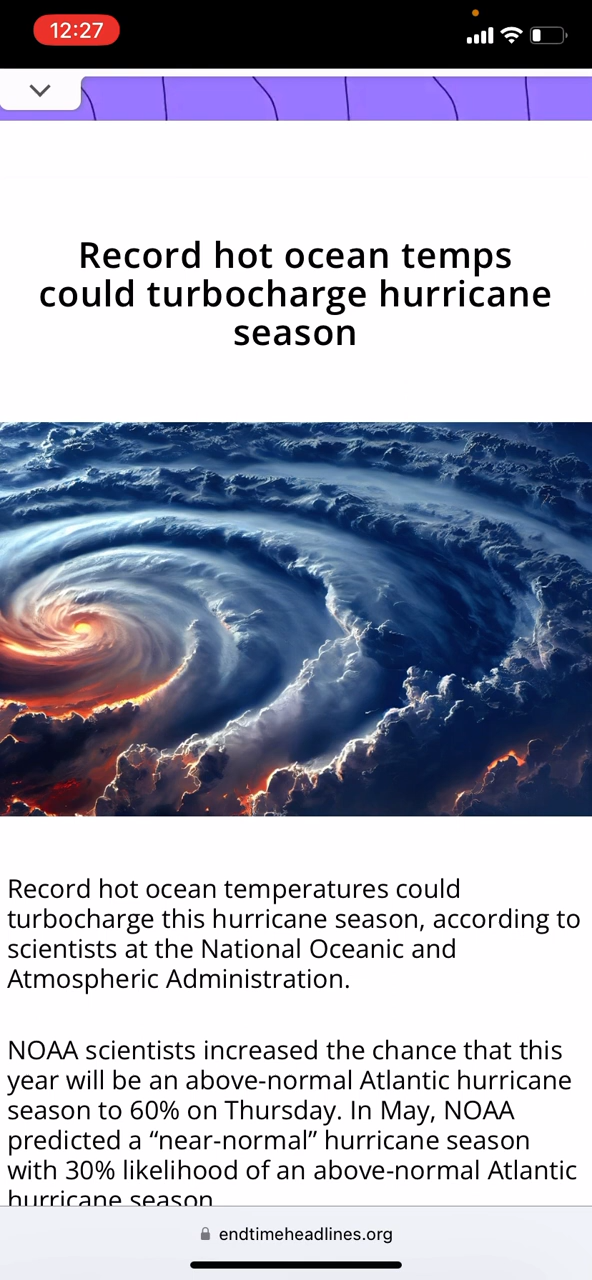 12:27
Record hot ocean temps
could turbocharge hurricane
season
Record hot ocean temperatures could
turbocharge this hurricane season, according to
scientists at the National Oceanic and
Atmospheric Administration.
NOAA scientists increased the chance that this
year will be an above-normal Atlantic hurricane
season to 60% on Thursday. In May, NOAA
predicted a “near-normal” hurricane season
with 30% likelihood of an above-normal Atlantic
hurricane season
endtimeheadlines.org